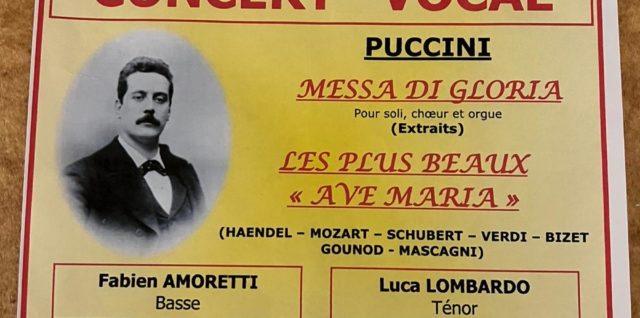 CONCERT VOCAL
PUCCINI
MESSA DI GLORIA
Pour soli, chœur et orgue
(Extraits)
LES PLUS BEAUX
« AVE MARIA »
(HAENDEL – MOZART – SCHUBERT – VERDI – BIZET
GOUNOD - MASCAGNI)
Fabien AMORETTI
Basse
Luca LOMBARDO
Ténor